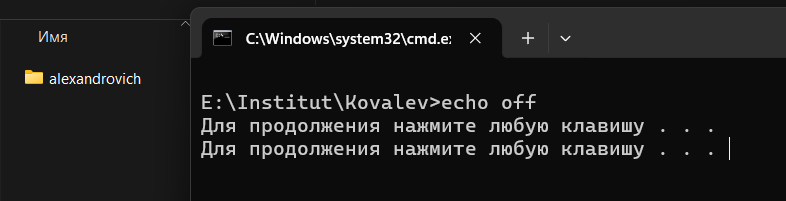 Имя
alexandrovich
C:\Windows\system32\cmd.ex
E:\Institut\Kovalev>echo off
Для продолжения нажмите любую клавишу . . .
Для продолжения нажмите любую клавишу . . .